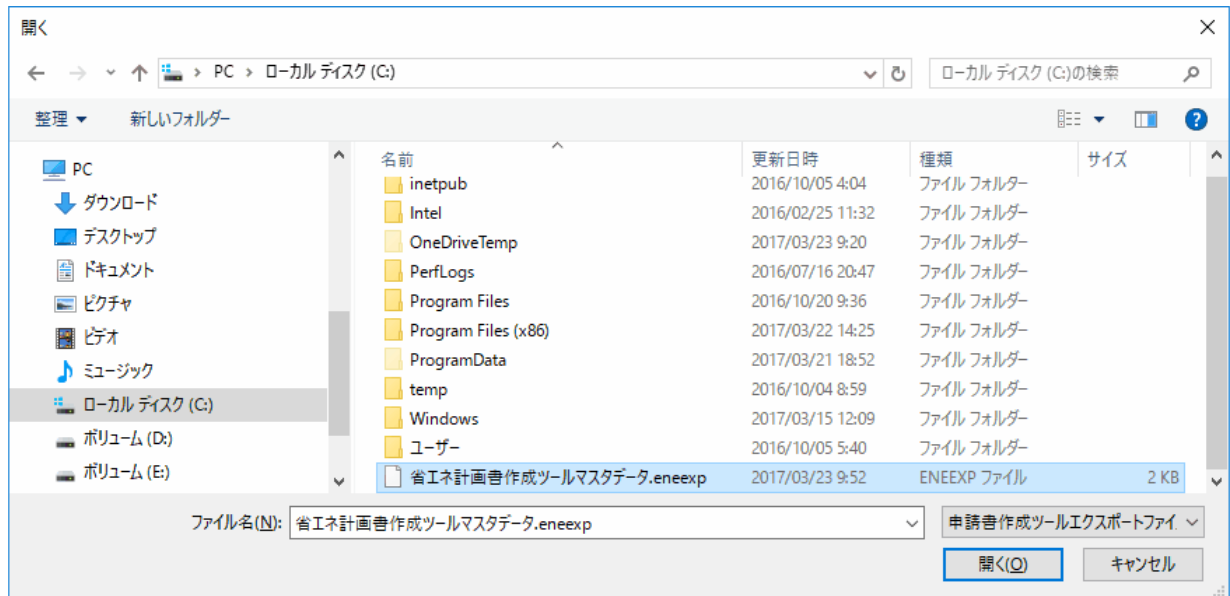 開く
PC › ローカル ディスク (C:)
ローカル ディスク (C:)の検索
整理 新しいフォルダー
PC
ダウンロード
デスクトップ
ドキュメント
ピクチャ
ビデオ
ミュージック
ローカル ディスク (C:)
ボリューム (D:)
ボリューム (E:)
名前 更新日時 種類 サイズ
inetpub 2016/10/05 4:04 ファイル フォルダー
Intel 2016/02/25 11:32 ファイル フォルダー
OneDriveTemp 2017/03/23 9:20 ファイル フォルダー
PerfLogs 2016/07/16 20:47 ファイル フォルダー
Program Files 2016/10/20 9:36 ファイル フォルダー
Program Files (x86) 2017/03/22 14:25 ファイル フォルダー
ProgramData 2017/03/21 18:52 ファイル フォルダー
temp 2016/10/04 8:59 ファイル フォルダー
Windows 2017/03/15 12:09 ファイル フォルダー
ユーザー 2016/10/05 5:40 ファイル フォルダー
省エネ計画書作成ツールマスタデータ.eneexp 2017/03/23 9:52 ENEEXP ファイル 2 KB
ファイル名(N): 省エネ計画書作成ツールマスタデータ.eneexp 申請書作成ツールエクスポートファイ
開く(O) キャンセル